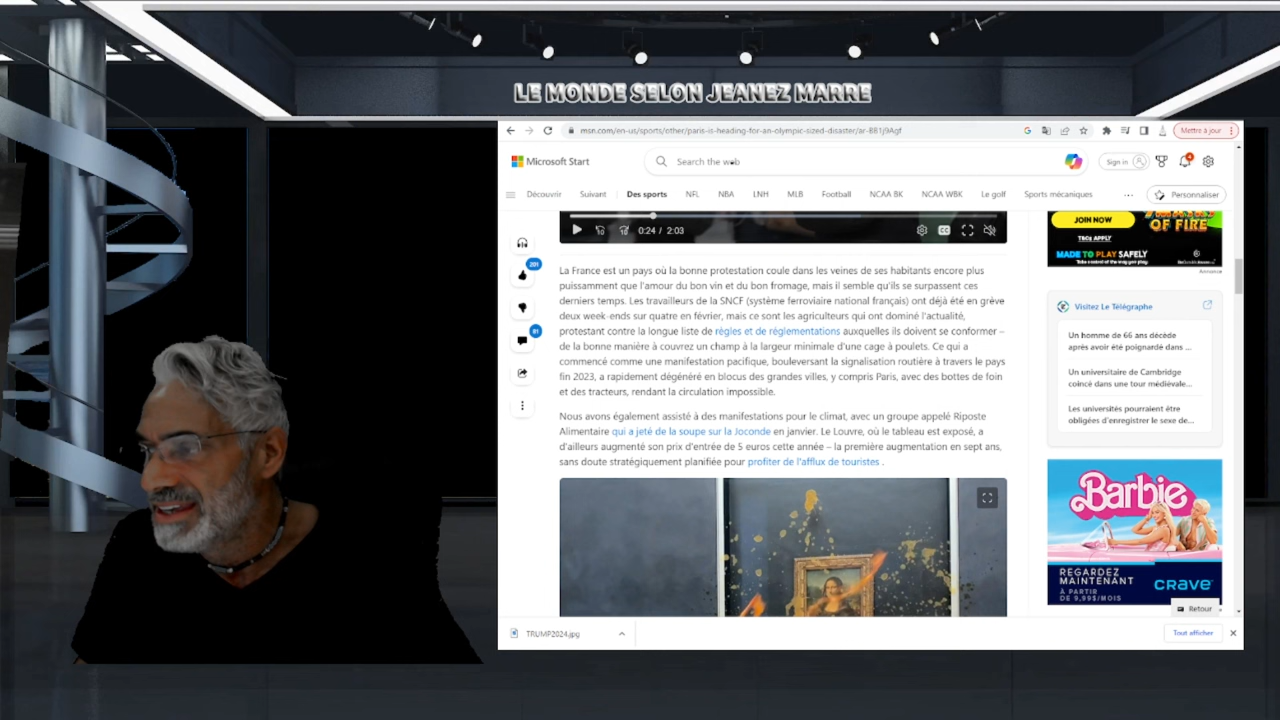 LE MONDE SELON JEANEZ MARRE
msn.com/en-us/sports/other/paris-is-heading-for-an-olympic-sized-disaster/ar-BB1j9Agf
Mettre à jour
Microsoft Start
Search the web
Sign in
4
Découvrir
Suivant
Des sports
NFL
NBA
LNH
MLB
Football
NCAA BK
NCAA WBK
Le golf
Sports mécaniques
...
Personnaliser
0:24 / 2:03
201
81
La France est un pays où la bonne protestation coule dans les veines de ses habitants encore plus
puissamment que l'amour du bon vin et du bon fromage, mais il semble qu'ils se surpassent ces
derniers temps. Les travailleurs de la SNCF (système ferroviaire national français) ont déjà été en grève
deux week-ends sur quatre en février, mais ce sont les agriculteurs qui ont dominé l'actualité,
protestant contre la longue liste de règles et de réglementations auxquelles ils doivent se conformer –
de la bonne manière à couvrez un champ à la largeur minimale d'une cage à poulets. Ce qui a
commencé comme une manifestation pacifique, bouleversant la signalisation routière à travers le pays
fin 2023, a rapidement dégénéré en blocus des grandes villes, y compris Paris, avec des bottes de foin
et des tracteurs, rendant la circulation impossible.
Nous avons également assisté à des manifestations pour le climat, avec un groupe appelé Riposte
Alimentaire qui a jeté de la soupe sur la Joconde en janvier. Le Louvre, où le tableau est exposé, a
d'ailleurs augmenté son prix d'entrée de 5 euros cette année – la première augmentation en sept ans,
sans doute stratégiquement planifiée pour profiter de l'afflux de touristes .
JOIN NOW
OF FIRE
T&Cs APPLY
MADE TO PLAY SAFELY
Annonce
Visitez Le Télégraphe
Un homme de 66 ans décède
après avoir été poignardé dans ...
Un universitaire de Cambridge
coincé dans une tour médiévale...
Les universités pourraient être
obligées d'enregistrer le sexe de...
Barbie
REGARDEZ
MAINTENANT
À PARTIR
DE 9,99$/MOIS
CRAVE
Retour
TRUMP2024.jpg
Tout afficher